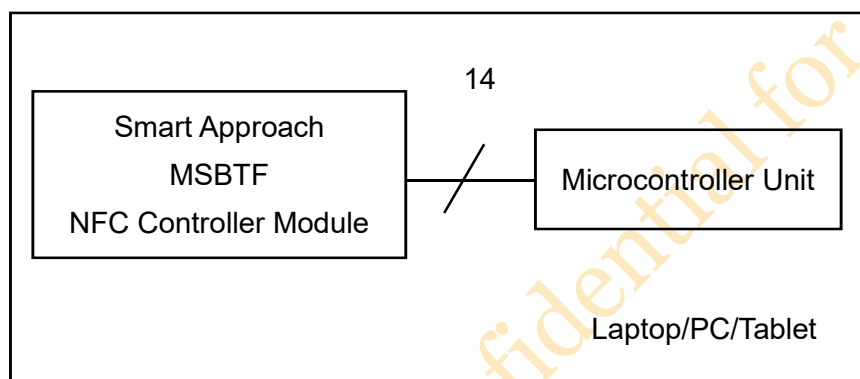 14
Smart Approach
MSBTF
NFC Controller Module
Microcontroller Unit
Laptop/PC/Tablet
fidential for